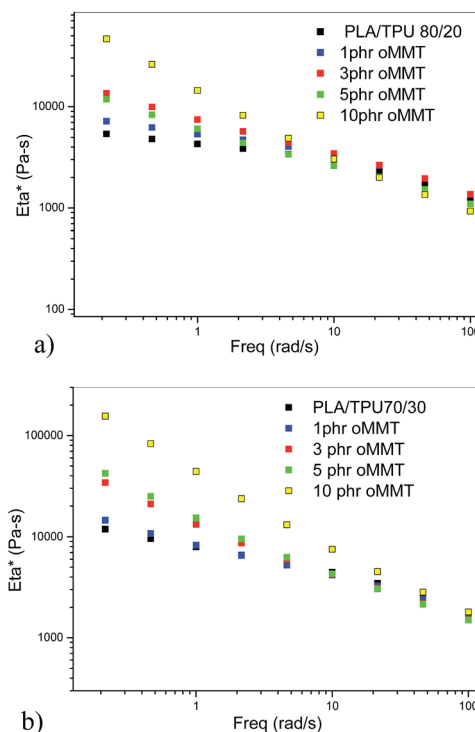 PLA/TPU 80/20
1phr oMMT
3phr oMMT
5phr oMMT
10phr oMMT
10000
1000
100
Eta* (Pa-s)
1
10
100
Freq (rad/s)
a)
PLA/TPU70/30
1phr oMMT
3 phr oMMT
5 phr oMMT
10 phr oMMT
100000
10000
1000
Eta* (Pa-s)
1
10
100
Freq (rad/s)
b)